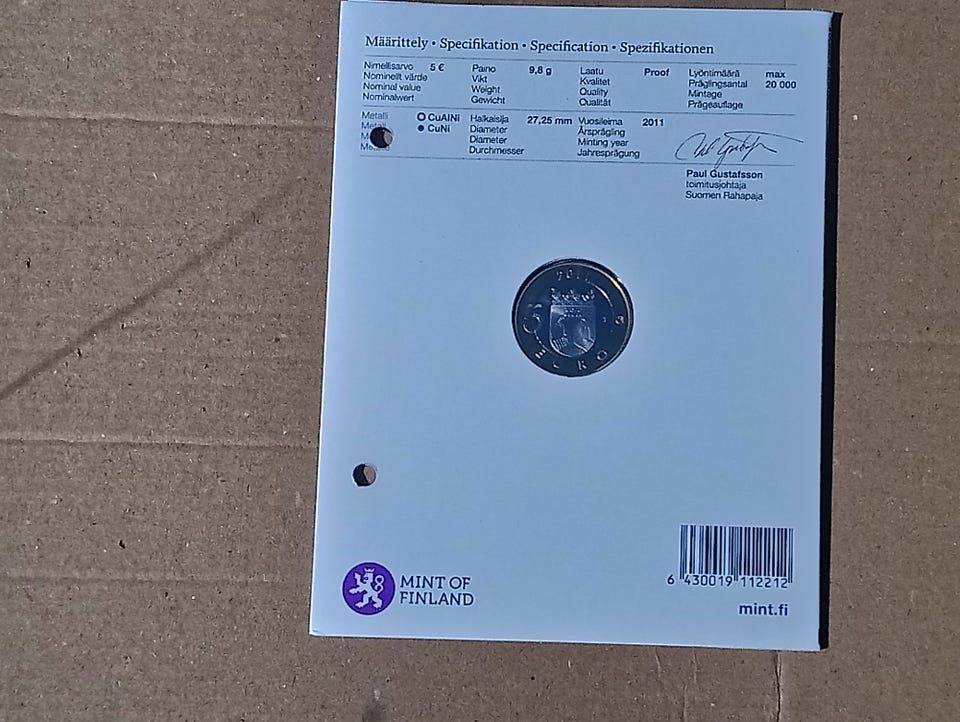 Määrittely • Specifikation • Specification • Spezifikationen
Nimellisarvo 5 €
Nominellt värde
Nominal value
Nominalwert
Paino 9,8 g
Vikt
Weight
Gewicht
Laatu Proof
Kvalitet
Quality
Qualität
Lyöntimäärä max
Präglingsantal 20 000
Mintage
Prägeauflage
Metalli CuAlNi
CuNi
Halkaisija 27,25 mm
Diameter
Diameter
Durchmesser
Vuosileima 2011
Årsprägling
Minting year
Jahresprägung
Paul Gustafsson
toimitusjohtaja
Suomen Rahapaja
5
EURO
MINT OF
FINLAND
6 430019 112212
mint.fi